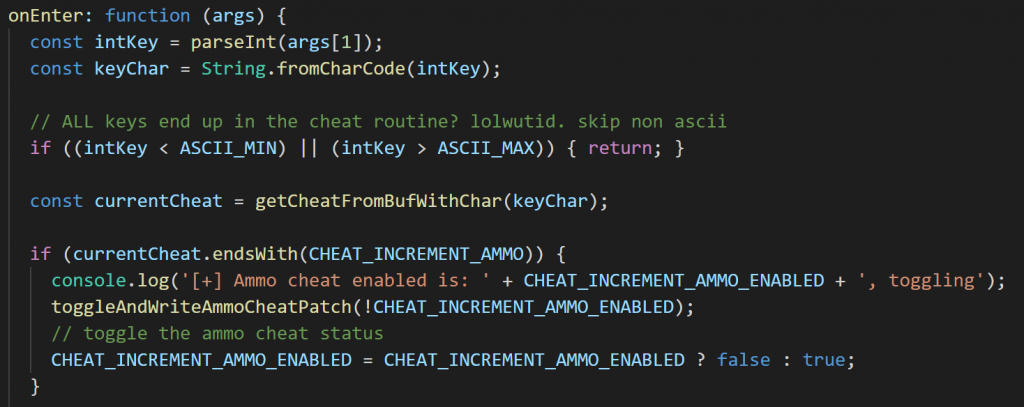 onEnter: function (args) {
const intKey = parseInt(args[1]);
const keyChar = String.fromCharCode(intKey);
// ALL keys end up in the cheat routine? lolwutid. skip non ascii
if ((intKey < ASCII_MIN) || (intKey > ASCII_MAX)) { return; }
const currentCheat = getCheatFromBufWithChar(keyChar);
if (currentCheat.endsWith(CHEAT_INCREMENT_AMMO)) {
console.log('[+] Ammo cheat enabled is: ' + CHEAT_INCREMENT_AMMO_ENABLED + ', toggling');
toggleAndWriteAmmoCheatPatch(!CHEAT_INCREMENT_AMMO_ENABLED);
// toggle the ammo cheat status
CHEAT_INCREMENT_AMMO_ENABLED = CHEAT_INCREMENT_AMMO_ENABLED ? false : true;
}